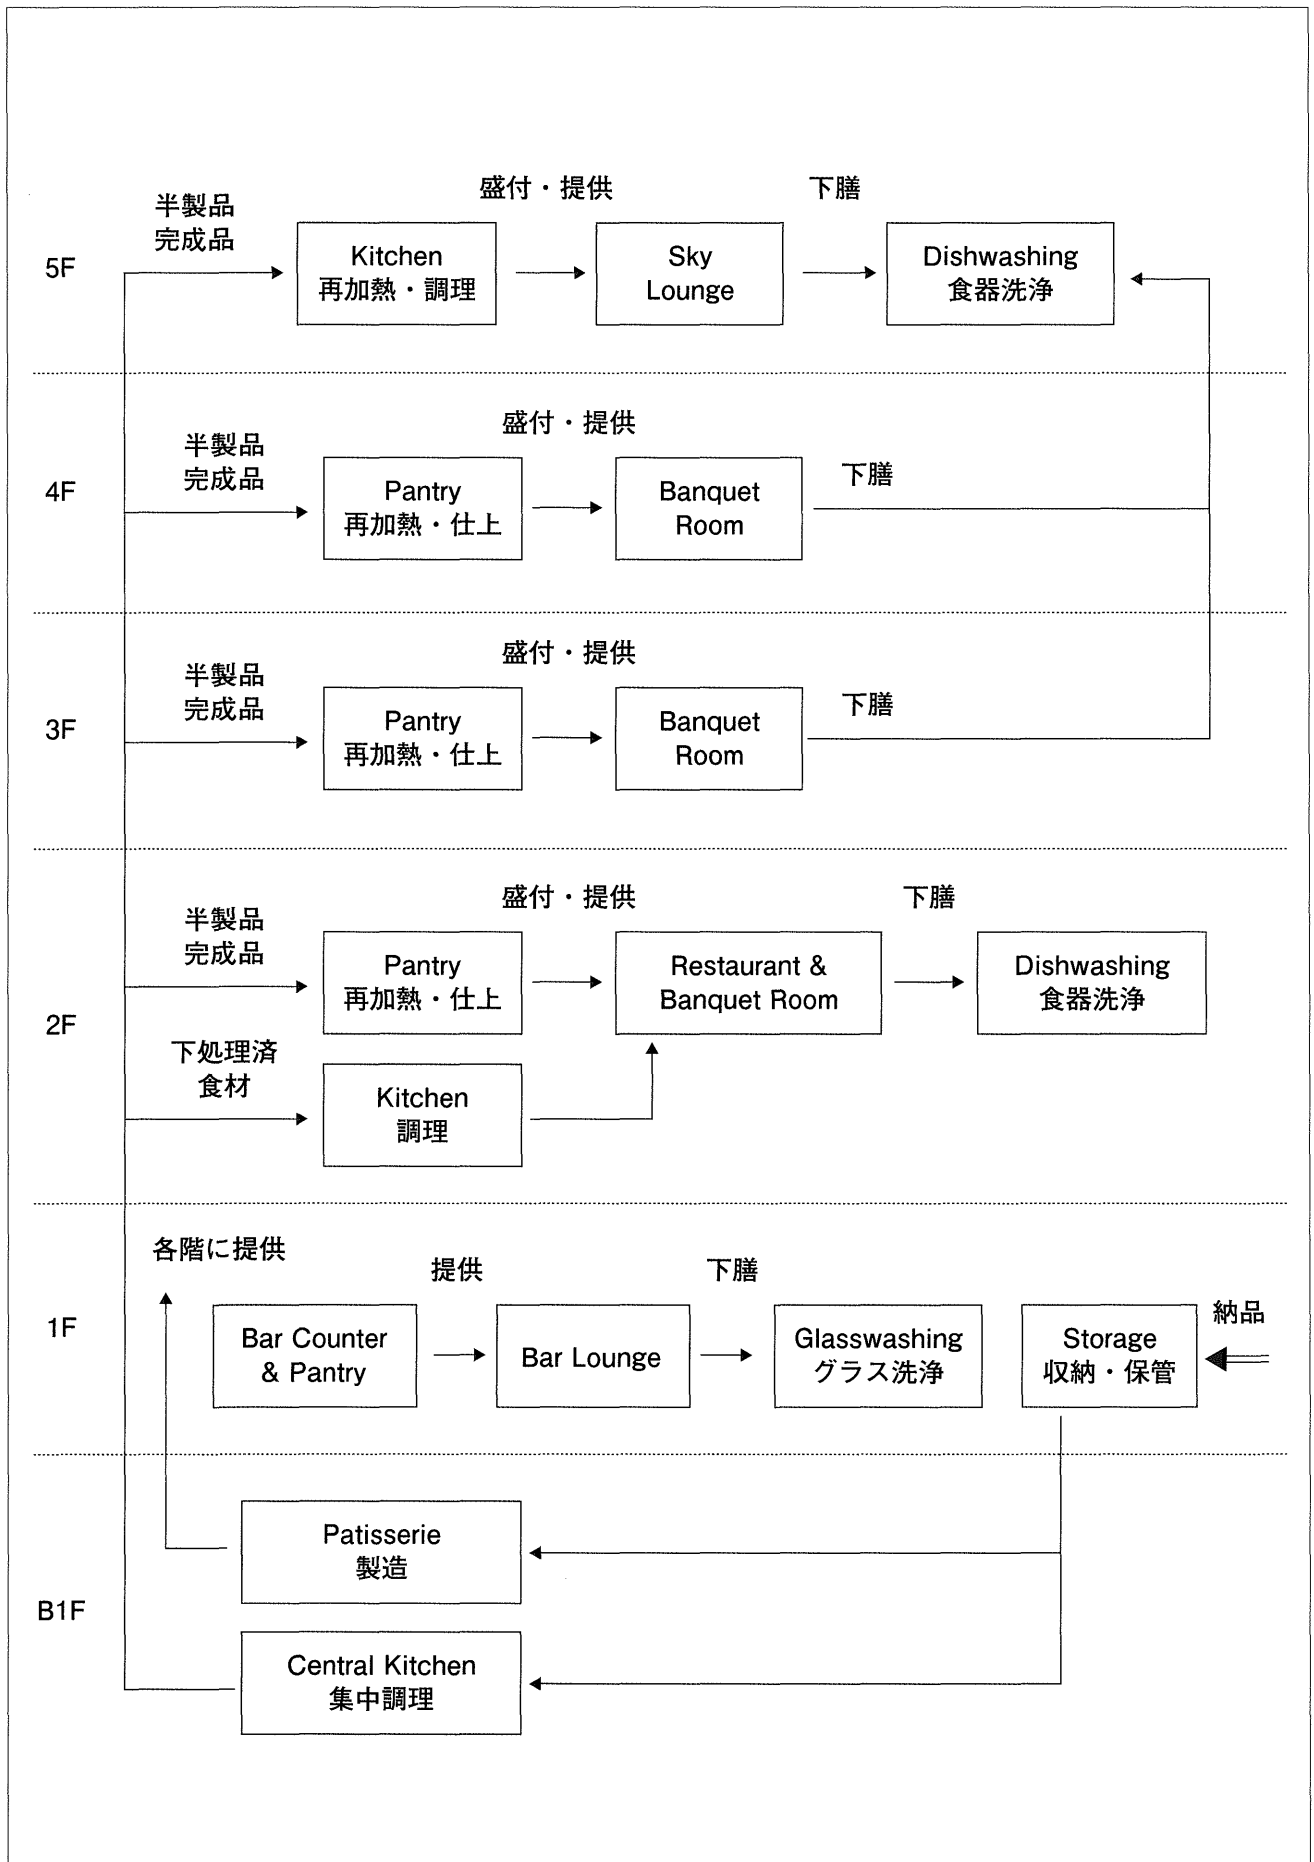 盛付・提供
下膳
半製品
完成品
5F
Kitchen
再加熱・調理
Sky
Lounge
Dishwashing
食器洗浄
盛付・提供
半製品
完成品
下膳
4F
Pantry
再加熱・仕上
Banquet
Room
盛付・提供
半製品
完成品
下膳
3F
Pantry
再加熱・仕上
Banquet
Room
盛付・提供
下膳
半製品
完成品
Pantry
再加熱・仕上
Restaurant &
Banquet Room
Dishwashing
食器洗浄
2F
下処理済
食材
Kitchen
調理
各階に提供
提供
下膳
納品
1F
Bar Counter
& Pantry
Bar Lounge
Glasswashing
グラス洗浄
Storage
収納・保管
Patisserie
製造
B1F
Central Kitchen
集中調理